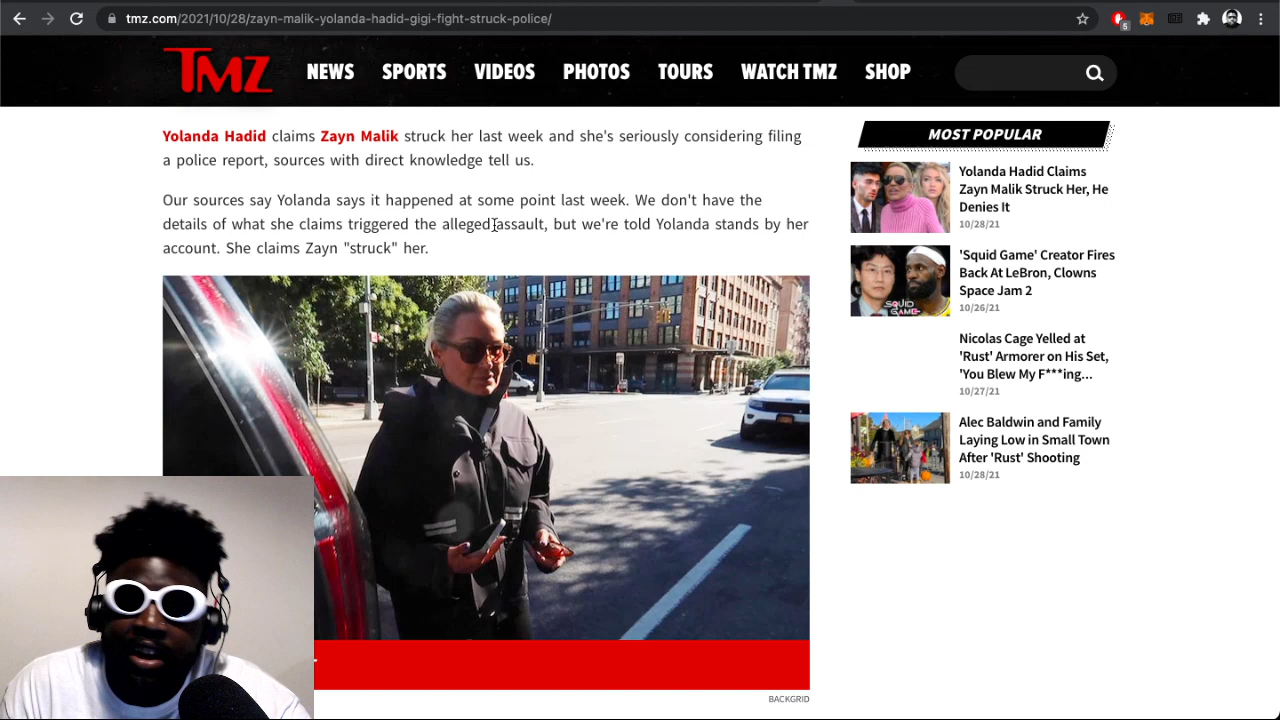 tmz.com/2021/10/28/zayn-malik-yolanda-hadid-gigi-fight-struck-police/
5
TMZ
NEWS SPORTS VIDEOS PHOTOS TOURS WATCH TMZ SHOP
Yolanda Hadid claims Zayn Malik struck her last week and she's seriously considering filing
a police report, sources with direct knowledge tell us.
Our sources say Yolanda says it happened at some point last week. We don't have the
details of what she claims triggered the alleged assault, but we're told Yolanda stands by her
account. She claims Zayn "struck" her.
BACKGRID
MOST POPULAR
Yolanda Hadid Claims
Zayn Malik Struck Her, He
Denies It
10/28/21
'Squid Game' Creator Fires
Back At LeBron, Clowns
Space Jam 2
10/26/21
SQUID
GAME
Nicolas Cage Yelled at
'Rust' Armorer on His Set,
'You Blew My F***ing...
10/27/21
Alec Baldwin and Family
Laying Low in Small Town
After 'Rust' Shooting
10/28/21